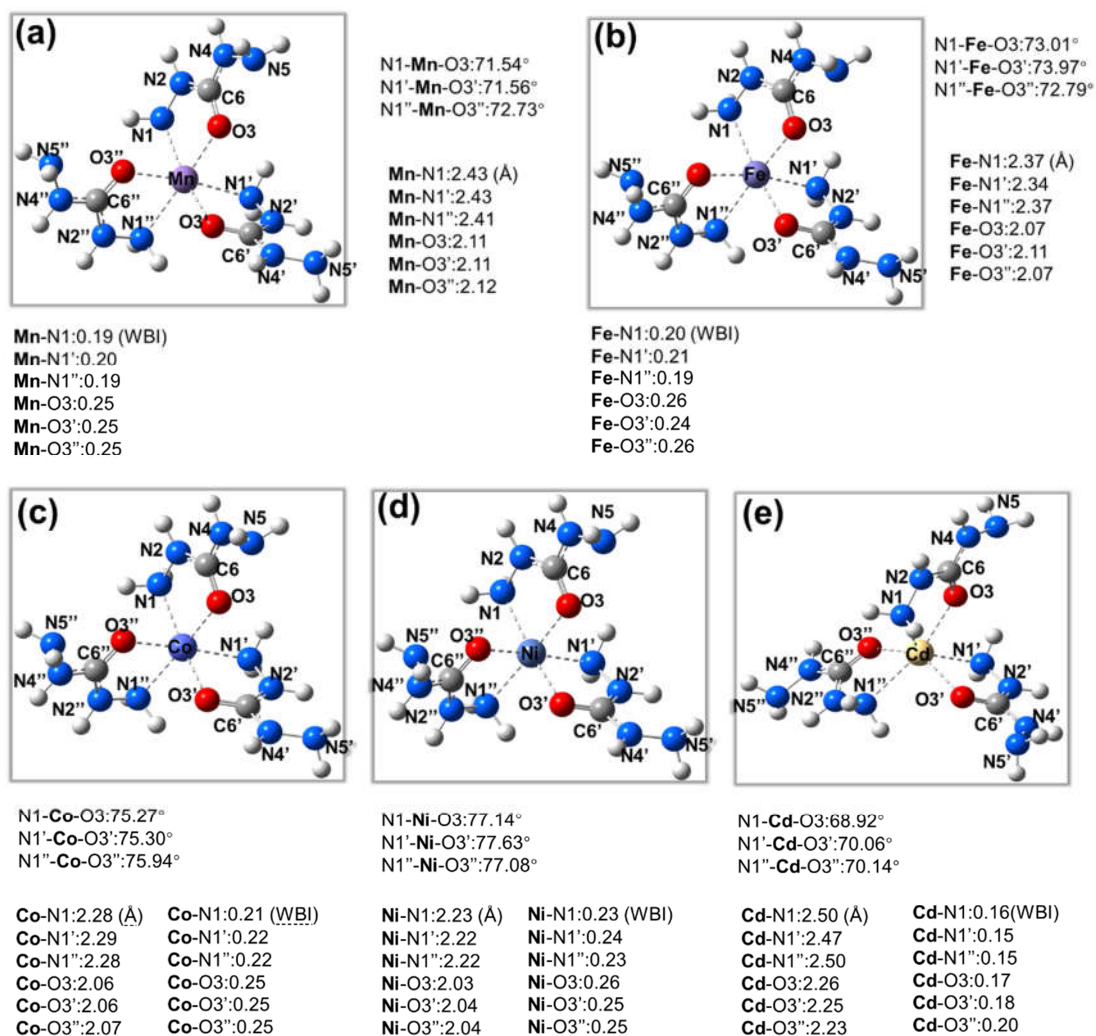 (a)
N4
N5
N2
C6
N1
O3
N5''
O3''
Mn
N1'
N4''
C6''
N2'
N1''
O3'
N2''
C6'
N4'
N5'
N1-Mn-O3:71.54°
N1'-Mn-O3':71.56°
N1''-Mn-O3'':72.73°
Mn-N1:2.43 (Å)
Mn-N1':2.43
Mn-N1'':2.41
Mn-O3:2.11
Mn-O3':2.11
Mn-O3'':2.12
Mn-N1:0.19 (WBI)
Mn-N1':0.20
Mn-N1'':0.19
Mn-O3:0.25
Mn-O3':0.25
Mn-O3'':0.25
(b)
N4
N2
C6
N1
O3
N5''
Fe
N1'
C6''
N2'
N4''
N1''
O3'
N2''
C6'
N4'
N5'
N1-Fe-O3:73.01°
N1'-Fe-O3':73.97°
N1''-Fe-O3'':72.79°
Fe-N1:2.37 (Å)
Fe-N1':2.34
Fe-N1'':2.37
Fe-O3:2.07
Fe-O3':2.11
Fe-O3'':2.07
Fe-N1:0.20 (WBI)
Fe-N1':0.21
Fe-N1'':0.19
Fe-O3:0.26
Fe-O3':0.24
Fe-O3'':0.26
(c)
N4
N5
N2
C6
N1
O3
O3''
N5''
Co
N1'
C6''
N4''
N2'
N1''
O3'
N2''
C6'
N4'
N5'
N1-Co-O3:75.27°
N1'-Co-O3':75.30°
N1''-Co-O3'':75.94°
Co-N1:2.28 (Å)
Co-N1':2.29
Co-N1'':2.28
Co-O3:2.06
Co-O3':2.06
Co-O3'':2.07
Co-N1:0.21 (WBI)
Co-N1':0.22
Co-N1'':0.22
Co-O3:0.25
Co-O3':0.25
Co-O3'':0.25
(d)
N4
N5
N2
C6
N1
O3
O3''
N5''
Ni
N1'
C6''
N4''
N2'
N1''
O3'
N2''
C6'
N4'
N5'
N1-Ni-O3:77.14°
N1'-Ni-O3':77.63°
N1''-Ni-O3'':77.08°
Ni-N1:2.23 (Å)
Ni-N1':2.22
Ni-N1'':2.22
Ni-O3:2.03
Ni-O3':2.04
Ni-O3'':2.04
Ni-N1:0.23 (WBI)
Ni-N1':0.24
Ni-N1'':0.23
Ni-O3:0.26
Ni-O3':0.25
Ni-O3'':0.25
(e)
N5
N4
N2
C6
N1
O3
O3''
Cd
N1'
N4''
C6''
N2'
N1''
O3'
N5''
N2''
C6'
N4'
N5'
N1-Cd-O3:68.92°
N1'-Cd-O3':70.06°
N1''-Cd-O3'':70.14°
Cd-N1:2.50 (Å)
Cd-N1':2.47
Cd-N1'':2.50
Cd-O3:2.26
Cd-O3':2.25
Cd-O3'':2.23
Cd-N1:0.16(WBI)
Cd-N1':0.15
Cd-N1'':0.15
Cd-O3:0.17
Cd-O3':0.18
Cd-O3'':0.20